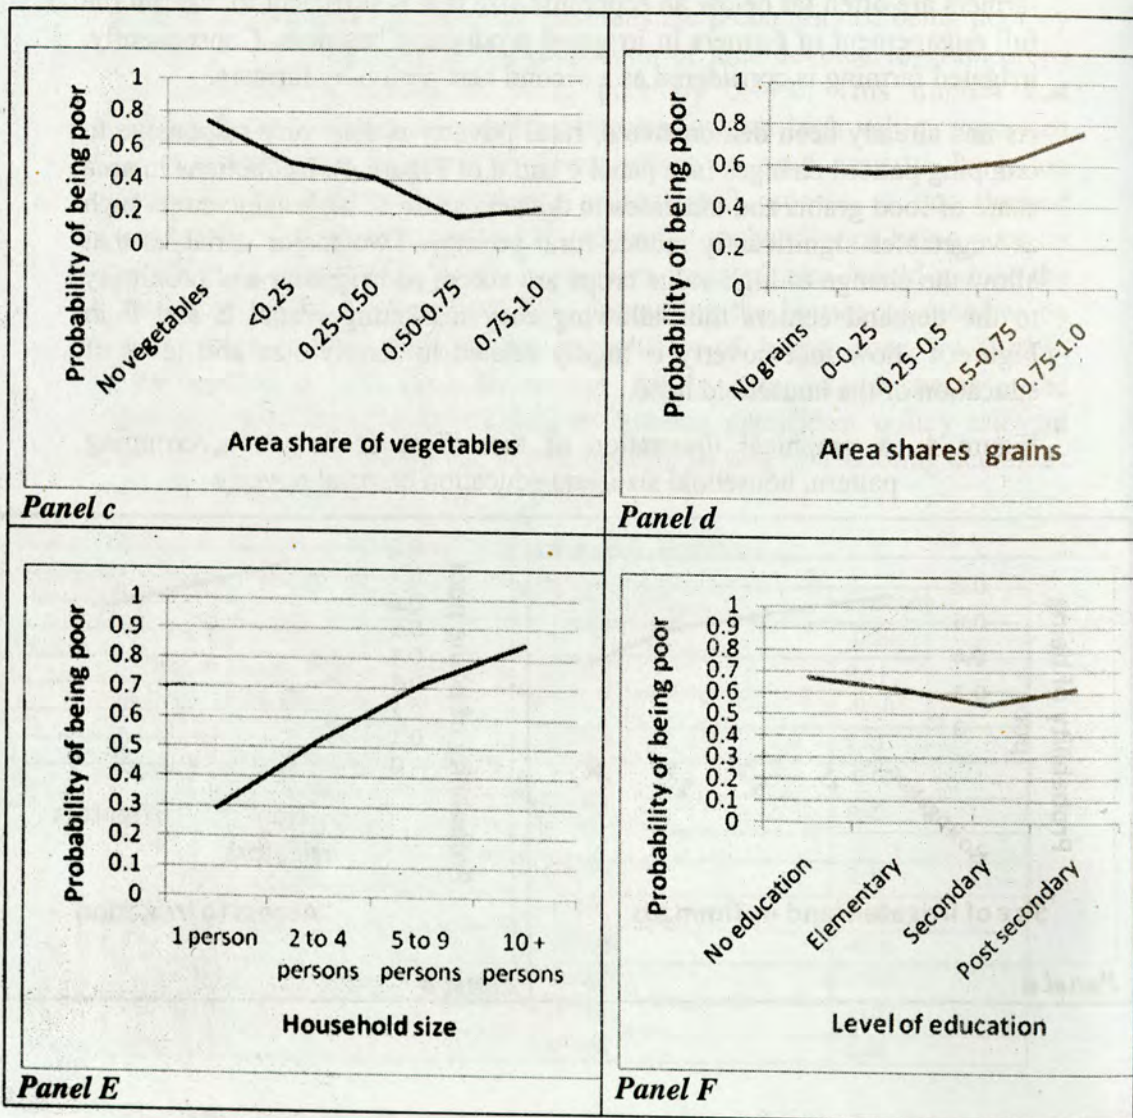 full engagement of farmers in irrigated production
1
0.8
0.6
0.4
0.2
0
Probability of being poor
No vegetables
<0.25
0.25-0.50
0.50-0.75
0.75-1.0
Area share of vegetables
Panel c
1
0.8
0.6
0.4
0.2
0
Probability of being poor
No grains
0-0.25
0.25-0.5
0.5-0.75
0.75-1.0
Area shares grains
Panel d
1
0.9
0.8
0.7
0.6
0.5
0.4
0.3
0.2
0.1
0
Probability of being poor
1 person
2 to 4 persons
5 to 9 persons
10 + persons
Household size
Panel E
1
0.9
0.8
0.7
0.6
0.5
0.4
0.3
0.2
0.1
0
Probability of being poor
No education
Elementary
Secondary
Post secondary
Level of education
Panel F